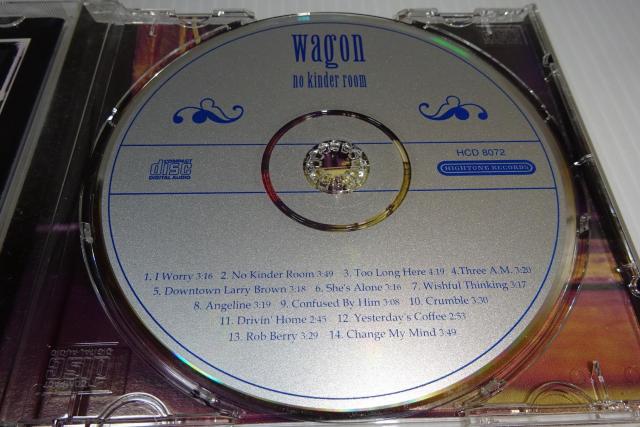 wagon
no kinder room
COMPACT
disc
DIGITAL AUDIO
HCD 8072
HIGHTONE RECORDS
1. I Worry 3:16 2. No Kinder Room 3:49 3. Too Long Here 4:19 4.Three A.M. 3:20
5. Downtown Larry Brown 3:18 6. She's Alone 3:16 7. Wishful Thinking 3:17
8. Angeline 3:19 9. Confused By Him 3:08 10. Crumble 3:30
11. Drivin' Home 2:45 12. Yesterday's Coffee 2:53
13. Rob Berry 3:29 14. Change My Mind 3:49